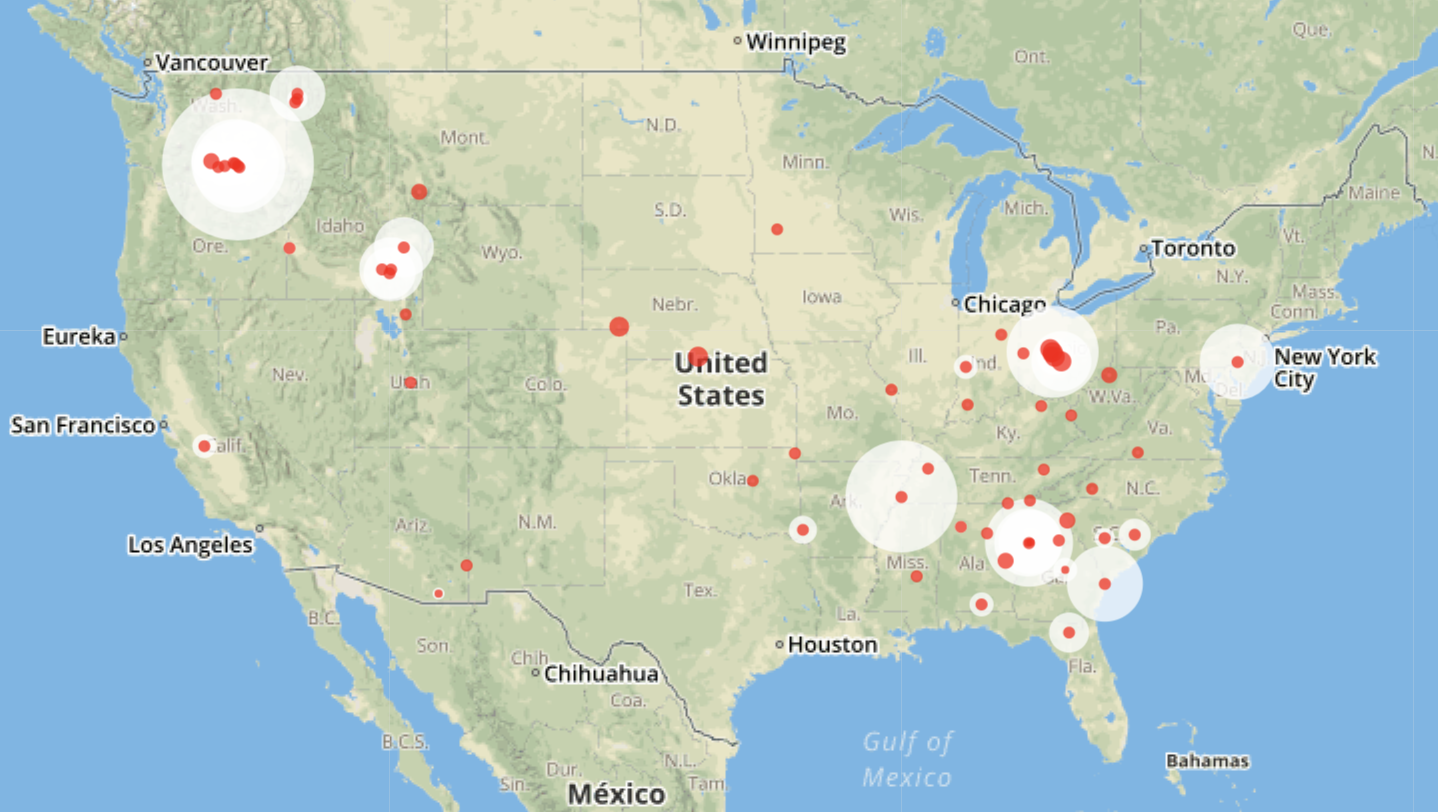 Winnipeg
Que.
Ont.
Vancouver
Wash.
N.D.
Mont.
Minn.
Maine
N.
S.D.
Wis.
Mich.
Idaho
Vt.
Ore.
Wyo.
Toronto
N.Y.
Iowa
Nebr.
Chicago
Mass.
Conn.
Pa.
Eureka
Ill.
Ind.
N.J.
New York
City
United
States
Nev.
Utah
Colo.
Md.
Del.
W.Va.
Mo.
San Francisco
Calif.
Ky.
Va.
Okla.
Tenn.
N.C.
Ark.
Ariz.
N.M.
S.C.
Los Angeles
Miss.
Ala.
Ga.
Tex.
La.
B.C.
Son.
Chih.
Houston
Chihuahua
Fla.
Coa.
B.C.S.
Gulf of
Mexico
N.L.
Bahamas
Dur.
Sin.
Tam.
México